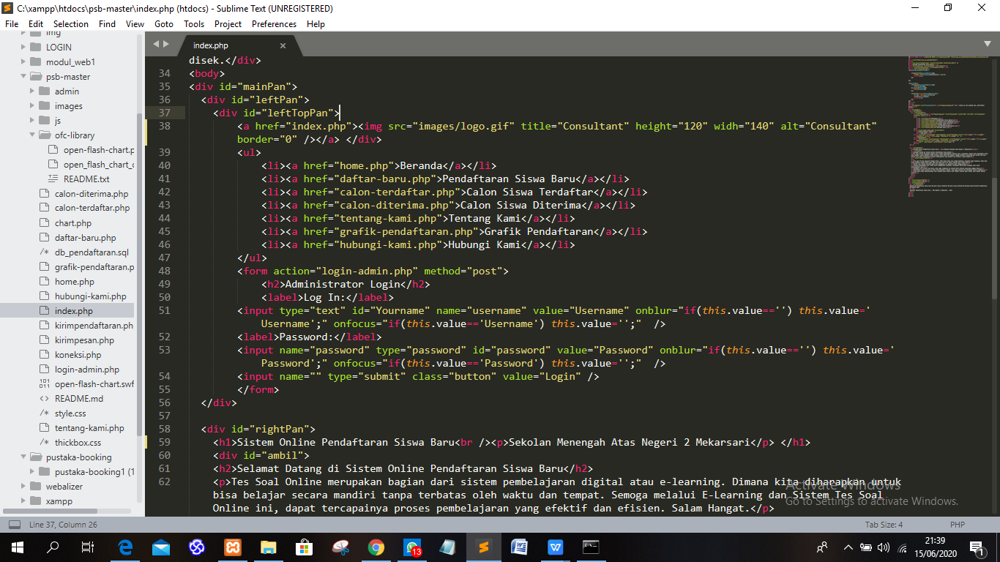 C:\xampp\htdocs\psb-master\index.php (htdocs) - Sublime Text (UNREGISTERED)
File Edit Selection Find View Goto Tools Project Preferences Help
img
LOGIN
modul_web1
psb-master
admin
images
js
ofc-library
open-flash-chart.p
open_flash_chart_o
README.txt
calon-diterima.php
calon-terdaftar.php
chart.php
daftar-baru.php
db_pendaftaran.sql
grafik-pendaftaran.p
home.php
hubungi-kami.php
index.php
kirimpendaftaran.ph
kirimpesan.php
koneksi.php
login-admin.php
open-flash-chart.swf
README.md
style.css
tentang-kami.php
thickbox.css
pustaka-booking
pustaka-booking1 (1
webalizer
xampp
index.php
disek.</div>
34 <body>
35 <div id="mainPan">
36 <div id="leftPan">
37 <div id="leftTopPan">
38 <a href="index.php"><img src="images/logo.gif" title="Consultant" height="120" widh="140" alt="Consultant"
border="0" /></a> </div>
39 <ul>
40 <li><a href="home.php">Beranda</a></li>
41 <li><a href="daftar-baru.php">Pendaftaran Siswa Baru</a></li>
42 <li><a href="calon-terdaftar.php">Calon Siswa Terdaftar</a></li>
43 <li><a href="calon-diterima.php">Calon Siswa Diterima</a></li>
44 <li><a href="tentang-kami.php">Tentang Kami</a></li>
45 <li><a href="grafik-pendaftaran.php">Grafik Pendaftaran</a></li>
46 <li><a href="hubungi-kami.php">Hubungi Kami</a></li>
47 </ul>
48 <form action="login-admin.php" method="post">
49 <h2>Administrator Login</h2>
50 <label>Log In:</label>
51 <input type="text" id="Yourname" name="username" value="Username" onblur="if(this.value=='') this.value='
Username';" onfocus="if(this.value=='Username') this.value='';" />
52 <label>Password:</label>
53 <input name="password" type="password" id="password" value="Password" onblur="if(this.value=='') this.value='
Password';" onfocus="if(this.value=='Password') this.value='';" />
54 <input name="" type="submit" class="button" value="Login" />
55 </form>
56 </div>
57
58 <div id="rightPan">
59 <h1>Sistem Online Pendaftaran Siswa Baru<br /><p>Sekolan Menengah Atas Negeri 2 Mekarsari</p> </h1>
60 <div id="ambil">
61 <h2>Selamat Datang di Sistem Online Pendaftaran Siswa Baru</h2>
62 <p>Tes Soal Online merupakan bagian dari sistem pembelajaran digital atau e-learning. Dimana kita diharapkan untuk
bisa belajar secara mandiri tanpa terbatas oleh waktu dan tempat. Semoga melalui E-Learning dan Sistem Tes Soal
Online ini, dapat tercapainya proses pembelajaran yang efektif dan efisien. Salam Hangat.</p>
Activate Windows
Go to Settings to activate Windows.
Line 37, Column 26
Tab Size: 4
PHP
13
21:39
15/06/2020
1